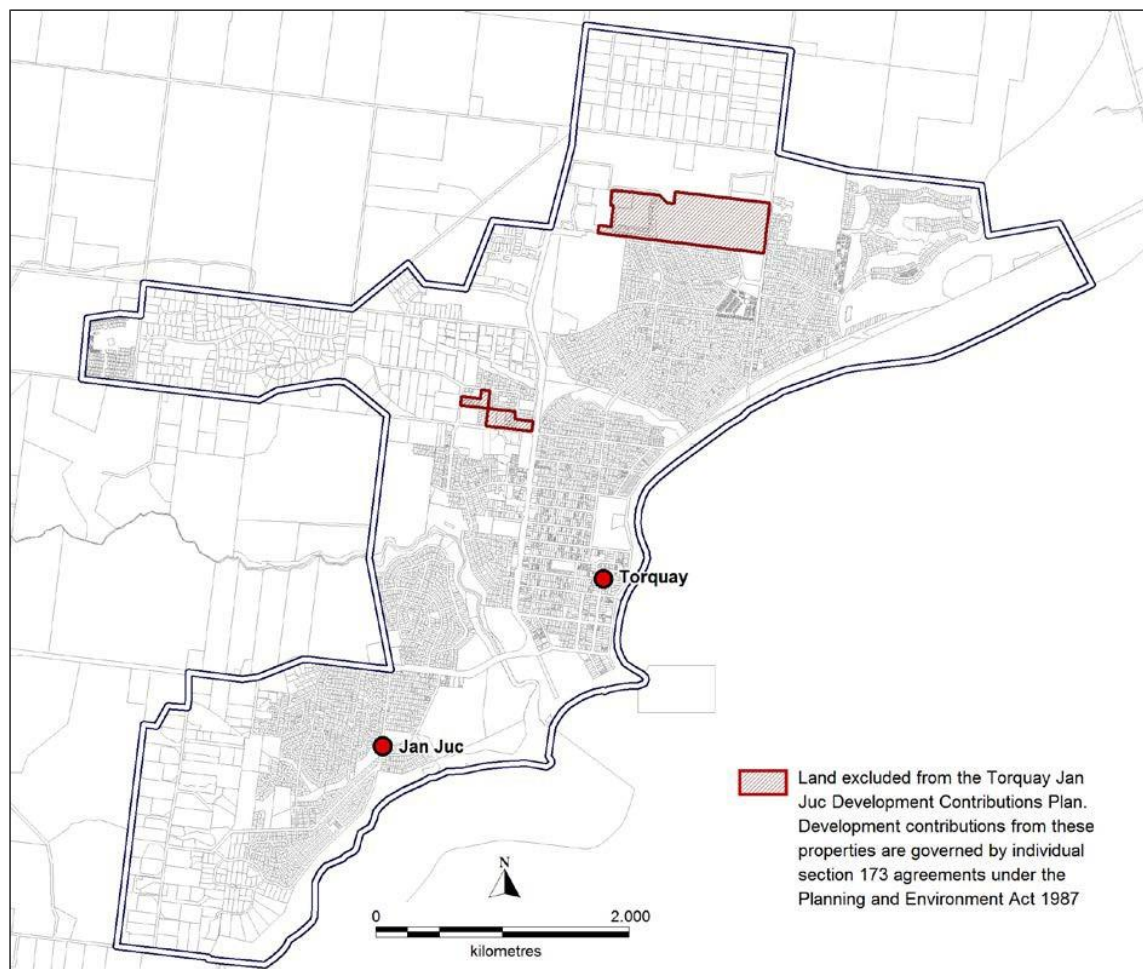 Torquay
Jan Juc
Land excluded from the Torquay Jan
Juc Development Contributions Plan.
Development contributions from these
properties are governed by individual
section 173 agreements under the
Planning and Environment Act 1987
N
0 2.000
kilometres